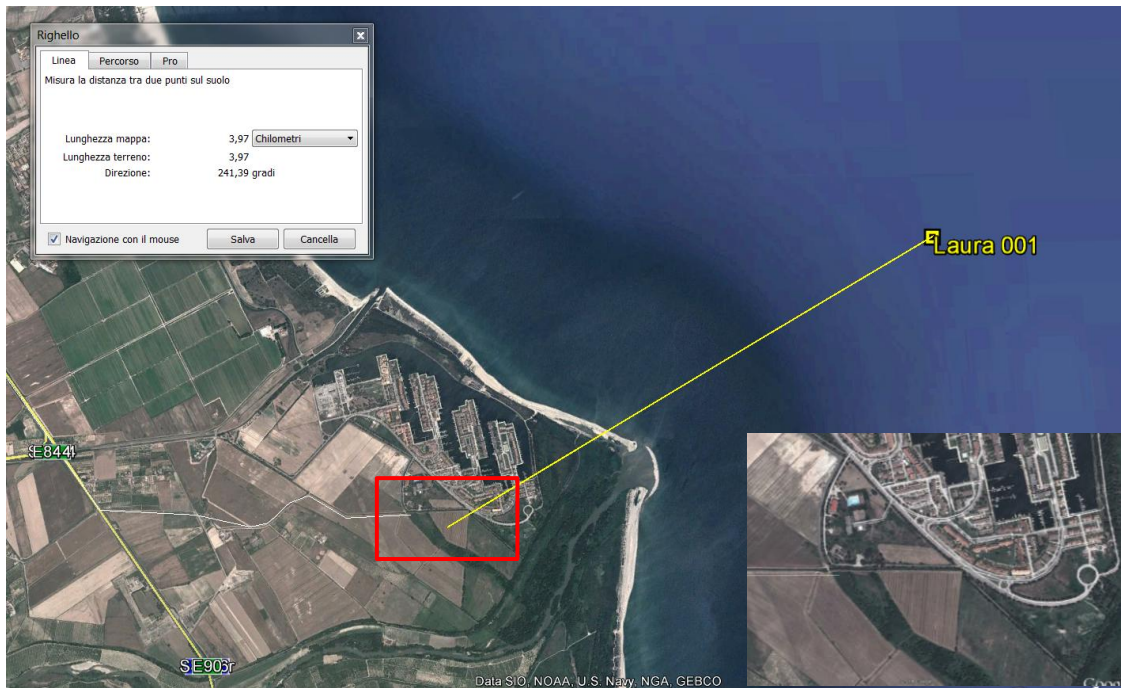 Righello
Linea Percorso Pro
Misura la distanza tra due punti sul suolo
Lunghezza mappa: 3,97 Chilometri
Lunghezza terreno: 3,97
Direzione: 241,39 gradi
Navigazione con il mouse Salva Cancella
Laura 001
E844
E90
Data SIO, NOAA, U.S. Navy, NGA, GEBCO